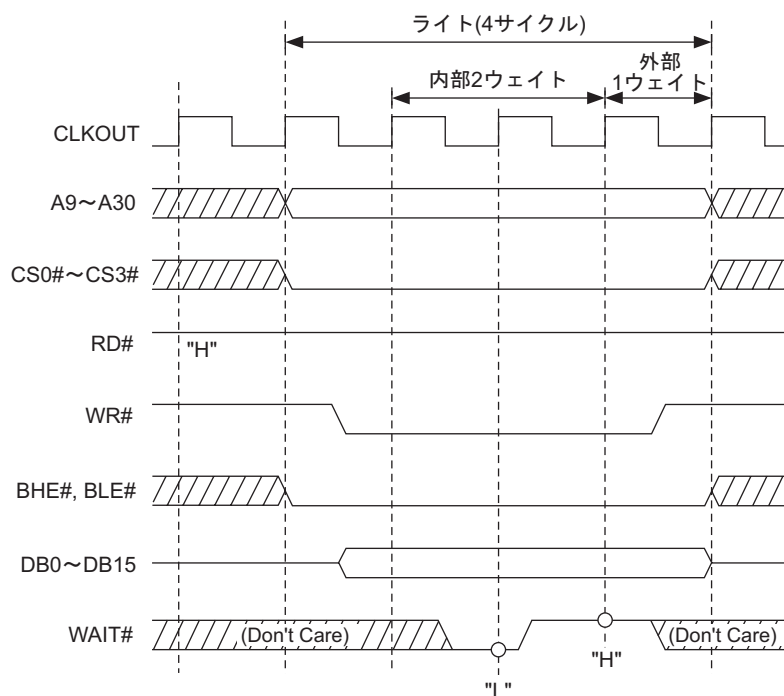 ライト(4サイクル)
内部2ウェイト
外部
1ウェイト
CLKOUT
A9～A30
CS0#～CS3#
RD#
"H"
WR#
BHE#, BLE#
DB0～DB15
WAIT#
(Don't Care)
(Don't Care)
"H"
"L"